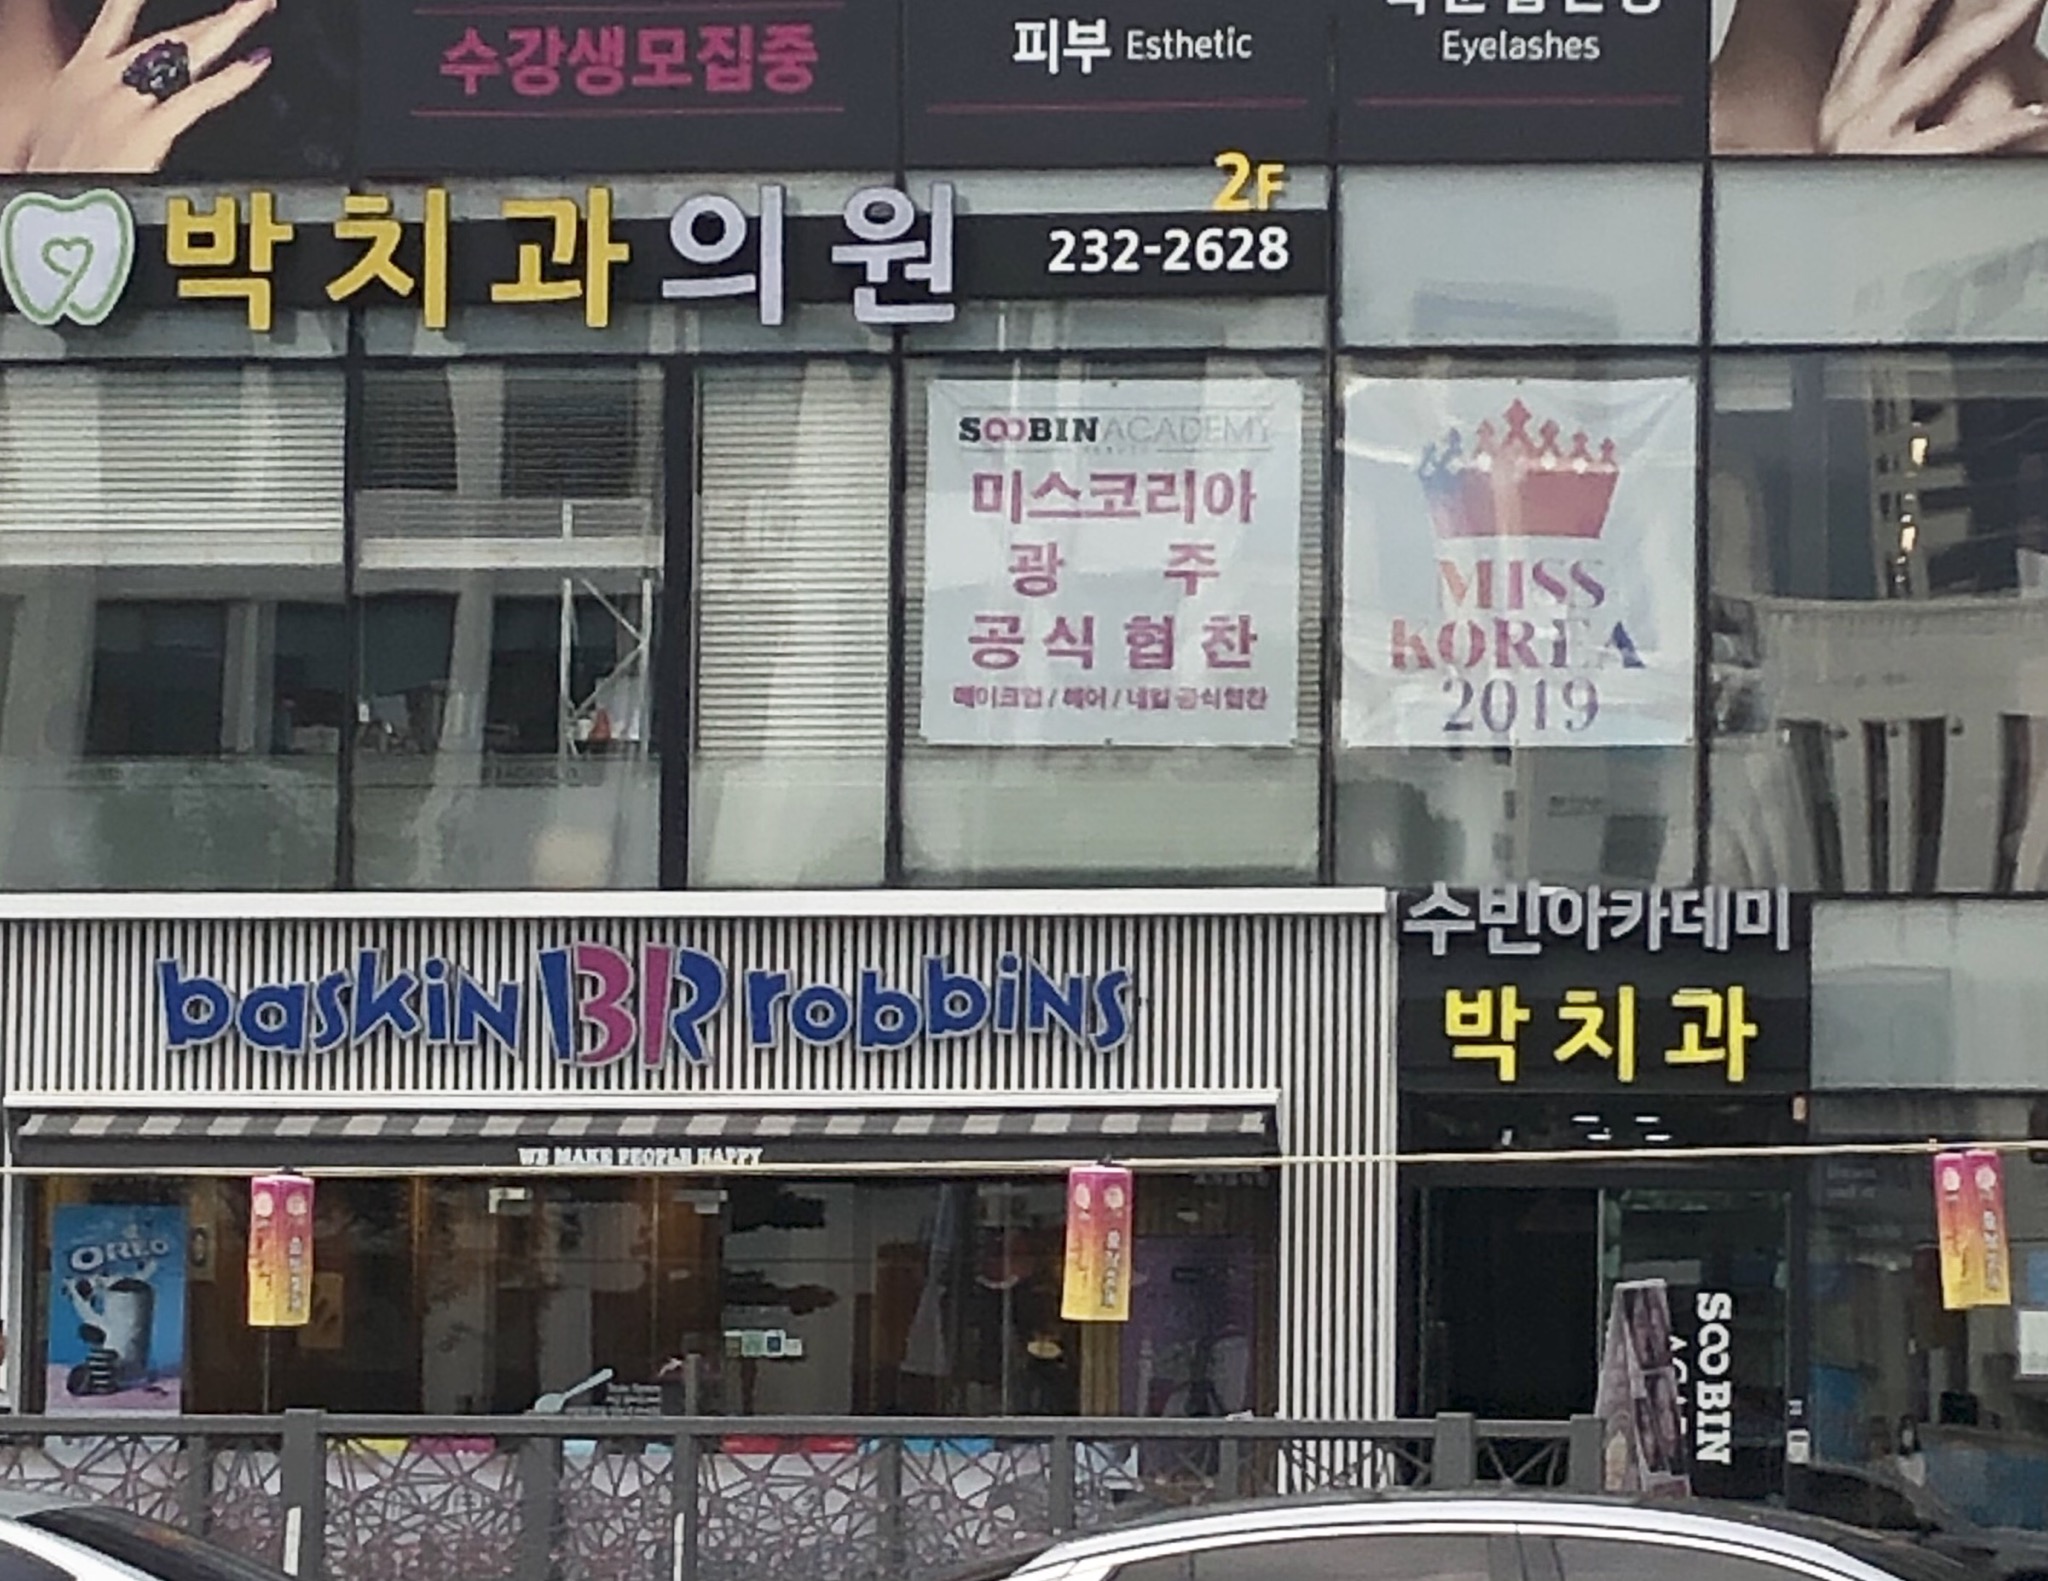 수강생모집중
피부 Esthetic
Eyelashes
2F
박치과의원 232-2628
SOOBIN ACADEMY
미스코리아
광 주
공식협찬
메이크업 / 헤어 / 네일 공식협찬
MISS
KOREA
2019
수빈아카데미
박치과
baskin BR robbins
WE MAKE PEOPLE HAPPY
OREO
SOOBIN